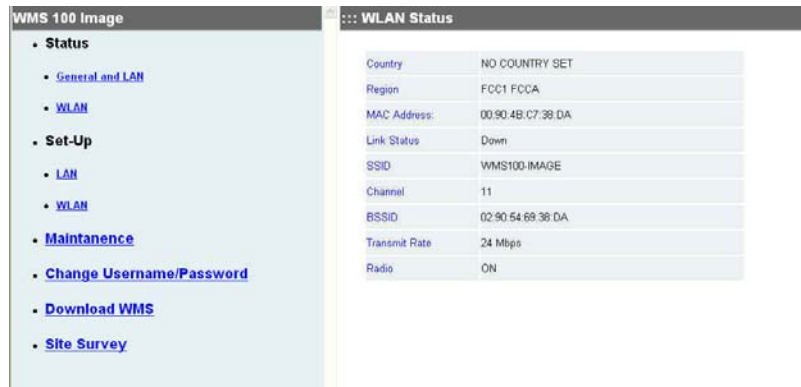 WMS 100 Image
Status
General and LAN
WLAN
Set-Up
LAN
WLAN
Maintanence
Change Username/Password
Download WMS
Site Survey
::: WLAN Status
Country NO COUNTRY SET
Region FCC1 FCCA
MAC Address: 00:90:4B:C7:38:DA
Link Status Down
SSID WMS100-IMAGE
Channel 11
BSSID 02:90:54:69:38:DA
Transmit Rate 24 Mbps
Radio ON